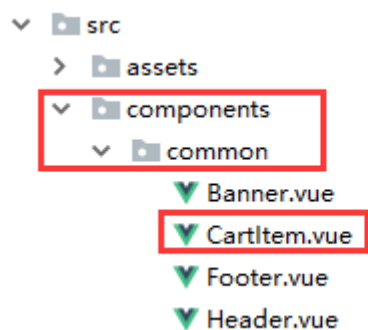 src
assets
components
common
Banner.vue
CartItem.vue
Footer.vue
Header.vue